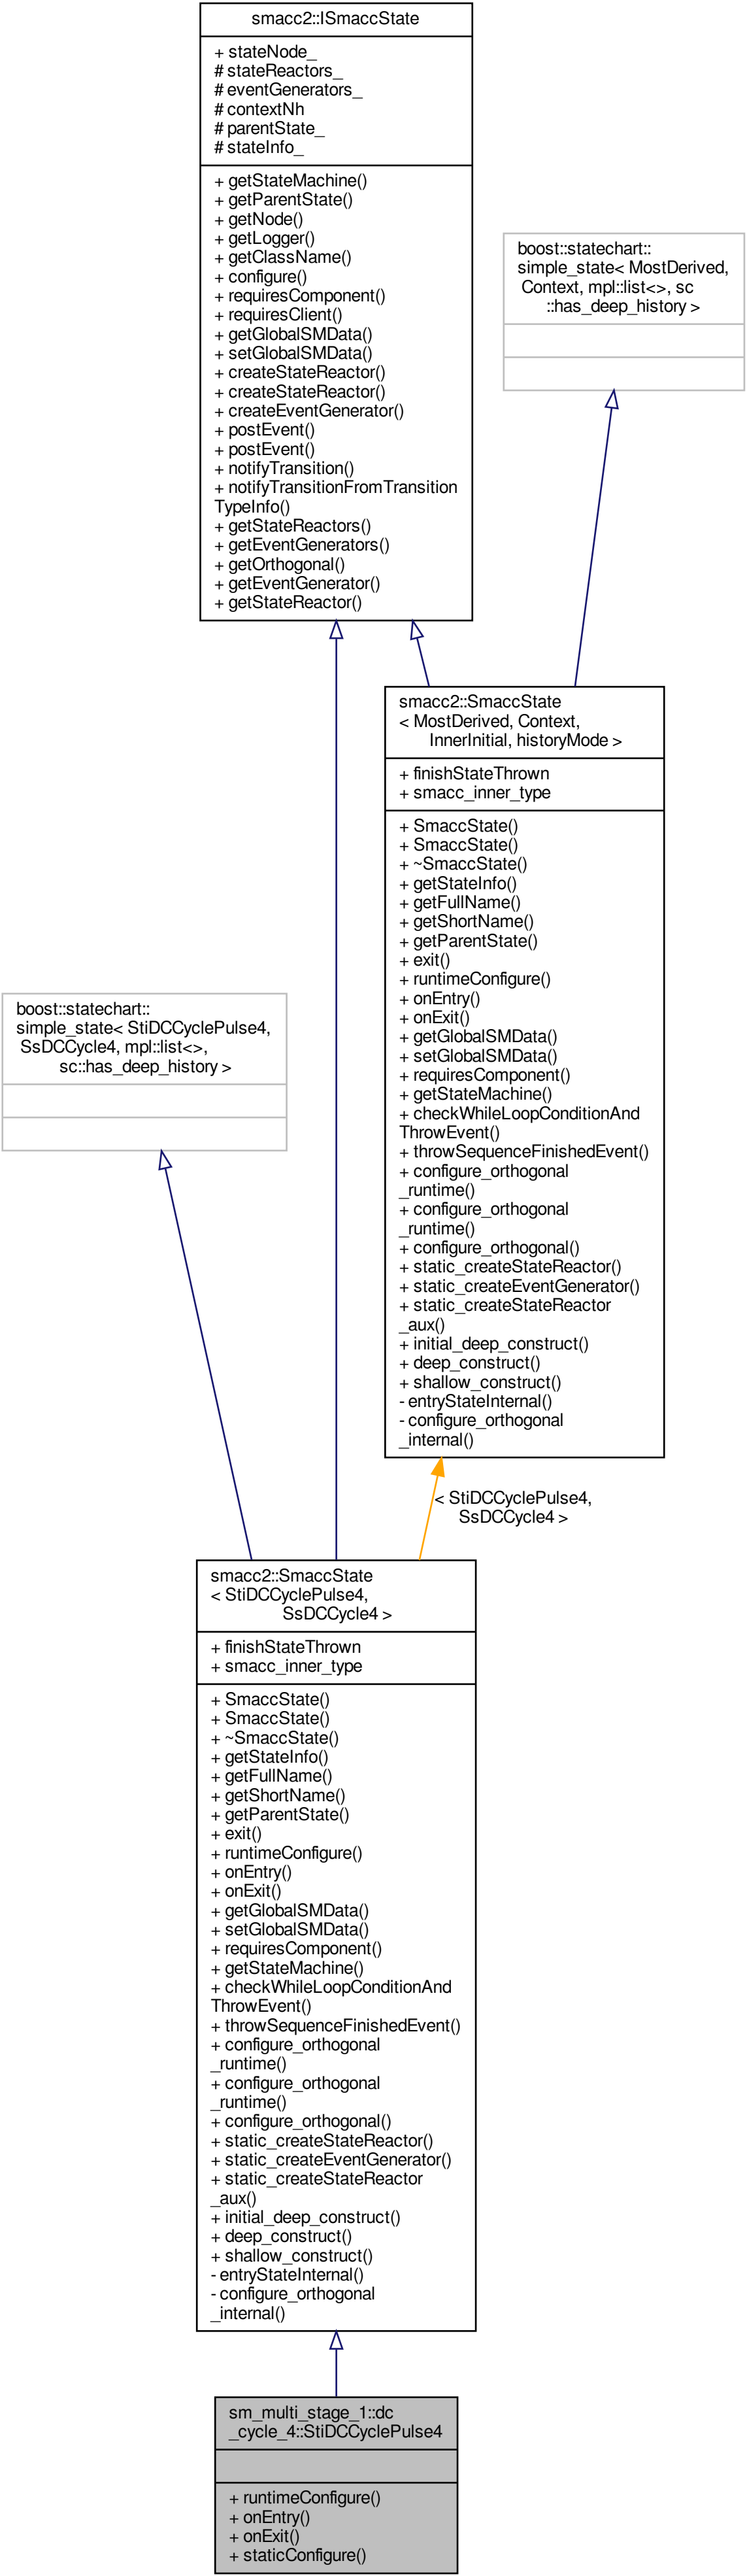 smacc2::ISmaccState
+ stateNode_
# stateReactors_
# eventGenerators_
# contextNh
# parentState_
# stateInfo_
+ getStateMachine()
+ getParentState()
+ getNode()
+ getLogger()
+ getClassName()
+ configure()
+ requiresComponent()
+ requiresClient()
+ getGlobalSMData()
+ setGlobalSMData()
+ createStateReactor()
+ createStateReactor()
+ createEventGenerator()
+ postEvent()
+ postEvent()
+ notifyTransition()
+ notifyTransitionFromTransition
TypeInfo()
+ getStateReactors()
+ getEventGenerators()
+ getOrthogonal()
+ getEventGenerator()
+ getStateReactor()
boost::statechart::
simple_state< MostDerived,
Context, mpl::list<>, sc
::has_deep_history >
smacc2::SmaccState
< MostDerived, Context,
InnerInitial, historyMode >
+ finishStateThrown
+ smacc_inner_type
+ SmaccState()
+ SmaccState()
+ ~SmaccState()
+ getStateInfo()
+ getFullName()
+ getShortName()
+ getParentState()
+ exit()
+ runtimeConfigure()
+ onEntry()
+ onExit()
+ getGlobalSMData()
+ setGlobalSMData()
+ requiresComponent()
+ getStateMachine()
+ checkWhileLoopConditionAnd
ThrowEvent()
+ throwSequenceFinishedEvent()
+ configure_orthogonal
_runtime()
+ configure_orthogonal
_runtime()
+ configure_orthogonal()
+ static_createStateReactor()
+ static_createEventGenerator()
+ static_createStateReactor
_aux()
+ initial_deep_construct()
+ deep_construct()
+ shallow_construct()
- entryStateInternal()
- configure_orthogonal
_internal()
boost::statechart::
simple_state< StiDCCyclePulse4,
SsDCCycle4, mpl::list<>,
sc::has_deep_history >
< StiDCCyclePulse4,
SsDCCycle4 >
smacc2::SmaccState
< StiDCCyclePulse4,
SsDCCycle4 >
+ finishStateThrown
+ smacc_inner_type
+ SmaccState()
+ SmaccState()
+ ~SmaccState()
+ getStateInfo()
+ getFullName()
+ getShortName()
+ getParentState()
+ exit()
+ runtimeConfigure()
+ onEntry()
+ onExit()
+ getGlobalSMData()
+ setGlobalSMData()
+ requiresComponent()
+ getStateMachine()
+ checkWhileLoopConditionAnd
ThrowEvent()
+ throwSequenceFinishedEvent()
+ configure_orthogonal
_runtime()
+ configure_orthogonal
_runtime()
+ configure_orthogonal()
+ static_createStateReactor()
+ static_createEventGenerator()
+ static_createStateReactor
_aux()
+ initial_deep_construct()
+ deep_construct()
+ shallow_construct()
- entryStateInternal()
- configure_orthogonal
_internal()
sm_multi_stage_1::dc
_cycle_4::StiDCCyclePulse4
+ runtimeConfigure()
+ onEntry()
+ onExit()
+ staticConfigure()